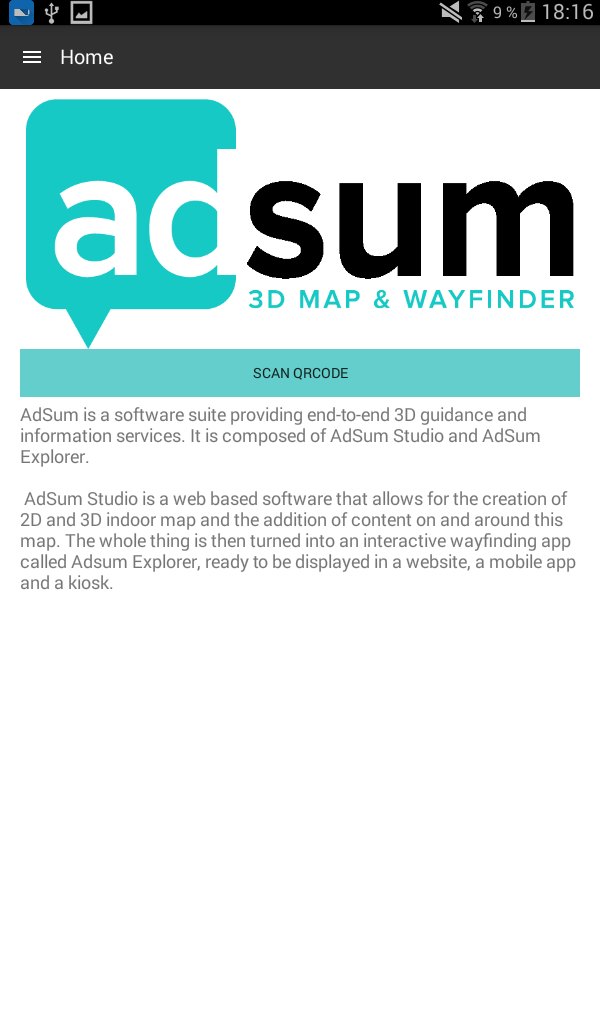 9 % 18:16
Home
adsum
3D MAP & WAYFINDER
SCAN QRCODE
AdSum is a software suite providing end-to-end 3D guidance and
information services. It is composed of AdSum Studio and AdSum
Explorer.
AdSum Studio is a web based software that allows for the creation of
2D and 3D indoor map and the addition of content on and around this
map. The whole thing is then turned into an interactive wayfinding app
called Adsum Explorer, ready to be displayed in a website, a mobile app
and a kiosk.